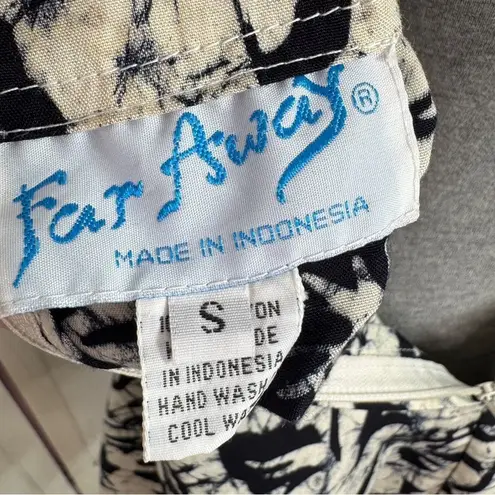 Far Away®
MADE IN INDONESIA
S
IN INDONESIA
HAND WASH
COOL